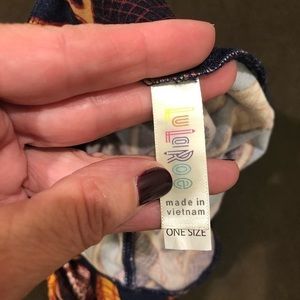 LuLaRoe
made in
vietnam
ONE SIZE